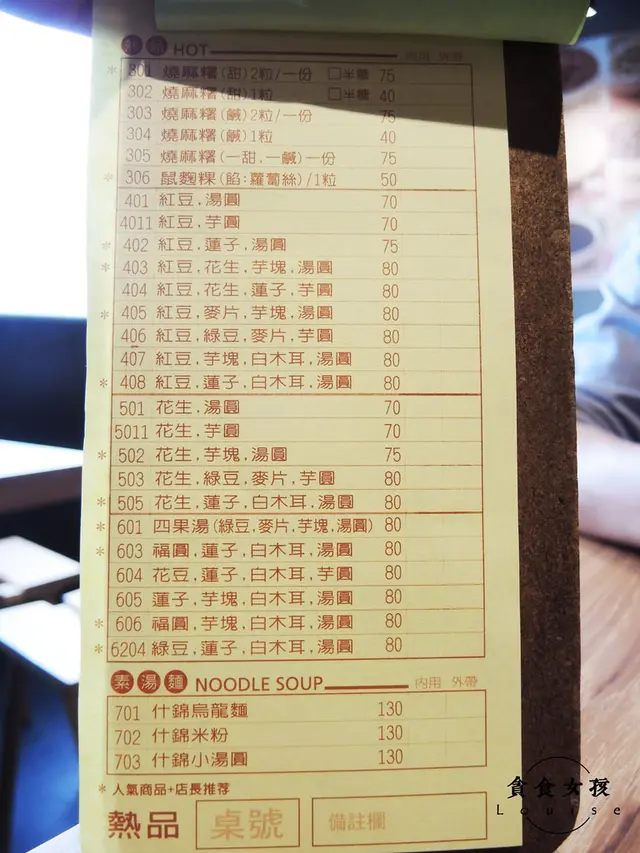 熱品 HOT 內用 外帶
*301 燒麻糬(甜)2粒/一份 □半糖 75
302 燒麻糬(甜)1粒 □半糖 40
303 燒麻糬(鹹)2粒/一份 75
304 燒麻糬(鹹)1粒 40
305 燒麻糬(一甜.一鹹)一份 75
*306 鼠麴粿(餡:蘿蔔絲)/1粒 50
401 紅豆.湯圓 70
4011 紅豆.芋圓 70
*402 紅豆.蓮子.湯圓 75
*403 紅豆.花生.芋塊.湯圓 80
404 紅豆.花生.蓮子.芋圓 80
*405 紅豆.麥片.芋塊.湯圓 80
406 紅豆.綠豆.麥片.芋圓 80
407 紅豆.芋塊.白木耳.湯圓 80
*408 紅豆.蓮子.白木耳.湯圓 80
501 花生.湯圓 70
5011 花生.芋圓 70
*502 花生.芋塊.湯圓 75
503 花生.綠豆.麥片.芋圓 80
*505 花生.蓮子.白木耳.湯圓 80
*601 四果湯(綠豆.麥片.芋塊.湯圓) 80
*603 福圓.蓮子.白木耳.湯圓 80
604 花豆.蓮子.白木耳.芋圓 80
605 蓮子.芋塊.白木耳.湯圓 80
*606 福圓.芋塊.白木耳.湯圓 80
*6204 綠豆.蓮子.白木耳.湯圓 80
素湯麵 NOODLE SOUP 內用 外帶
701 什錦烏龍麵 130
702 什錦米粉 130
703 什錦小湯圓 130
*人氣商品+店長推荐
熱品 桌號 備註欄
貪食女孩
Louise